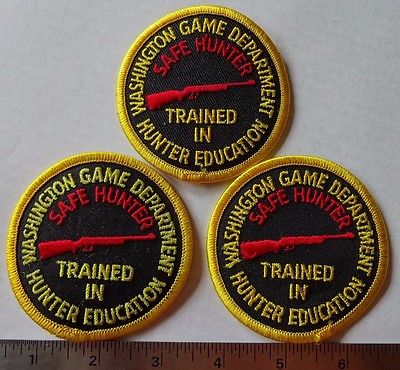 WASHINGTON GAME DEPARTMENT
SAFE HUNTER
TRAINED
IN
HUNTER EDUCATION
WASHINGTON GAME DEPARTMENT
SAFE HUNTER
TRAINED
IN
HUNTER EDUCATION
WASHINGTON GAME DEPARTMENT
SAFE HUNTER
TRAINED
IN
HUNTER EDUCATION
1 2 3 4 5 6